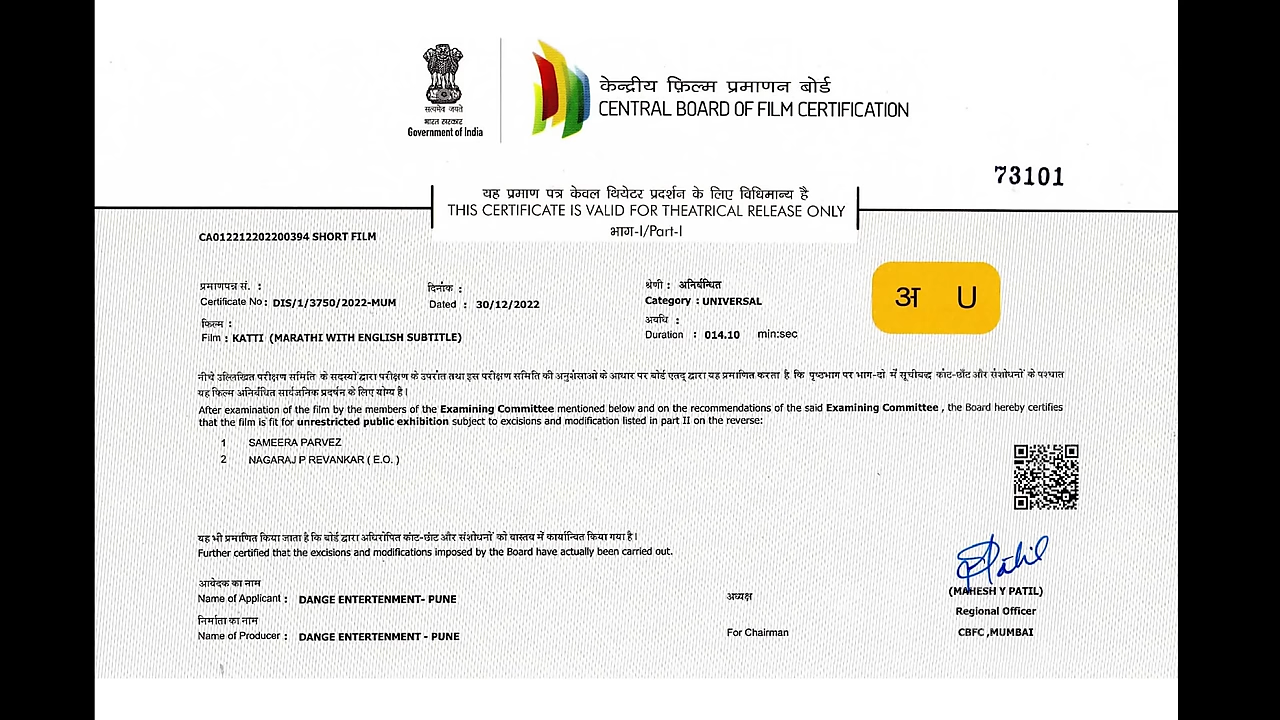 सत्यमेव जयते
भारत सरकार
Government of India
केन्द्रीय फ़िल्म प्रमाणन बोर्ड
CENTRAL BOARD OF FILM CERTIFICATION
73101
यह प्रमाण पत्र केवल थियेटर प्रदर्शन के लिए विधिमान्य है
THIS CERTIFICATE IS VALID FOR THEATRICAL RELEASE ONLY
भाग-I/Part-I
CA012212202200394 SHORT FILM
प्रमाणपत्र सं. :
Certificate No : DIS/1/3750/2022-MUM
दिनांक :
Dated : 30/12/2022
श्रेणी : अनिर्बन्धित
Category : UNIVERSAL
अ U
फिल्म :
Film : KATTI (MARATHI WITH ENGLISH SUBTITLE)
अवधि :
Duration : 014.10 min:sec
नीचे उल्लिखित परीक्षण समिति के सदस्यों द्वारा परीक्षण के उपरांत तथा इस परीक्षण समिति की अनुशंसाओं के आधार पर बोर्ड एतद् द्वारा यह प्रमाणित करता है कि पृष्ठभाग पर भाग-दो में सूचीबद्ध कांट-छाँट और संशोधनों के पश्चात
यह फिल्म अनिर्बंधित सार्वजनिक प्रदर्षन के लिए योग्य है।
After examination of the film by the members of the Examining Committee mentioned below and on the recommendations of the said Examining Committee , the Board hereby certifies
that the film is fit for unrestricted public exhibition subject to excisions and modification listed in part II on the reverse:
1 SAMEERA PARVEZ
2 NAGARAJ P REVANKAR ( E.O. )
यह भी प्रमाणित किया जाता है कि बोर्ड द्वारा अधिरोपित कांट-छांट और संशोधनों को वास्तव में कार्यान्वित किया गया है।
Further certified that the excisions and modifications imposed by the Board have actually been carried out.
आवेदक का नाम
Name of Applicant : DANGE ENTERTENMENT- PUNE
निर्माता का नाम
Name of Producer : DANGE ENTERTENMENT - PUNE
अध्यक्ष
For Chairman
Patil
(MAHESH Y PATIL)
Regional Officer
CBFC ,MUMBAI